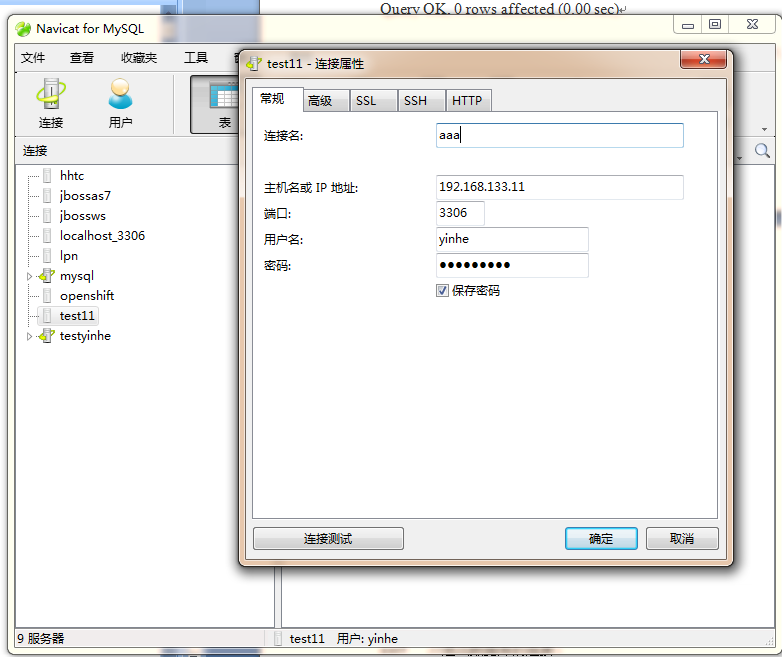 Query OK, 0 rows affected (0.00 sec)
Navicat for MySQL
文件 查看 收藏夹 工具
test11 - 连接属性
连接 用户 表
常规 高级 SSL SSH HTTP
连接
连接名: aaa
hhtc
jbossas7
jbossws
localhost_3306
lpn
mysql
openshift
test11
testyinhe
主机名或 IP 地址: 192.168.133.11
端口: 3306
用户名: yinhe
密码: ●●●●●●●●●
保存密码
连接测试 确定 取消
9 服务器 test11 用户: yinhe